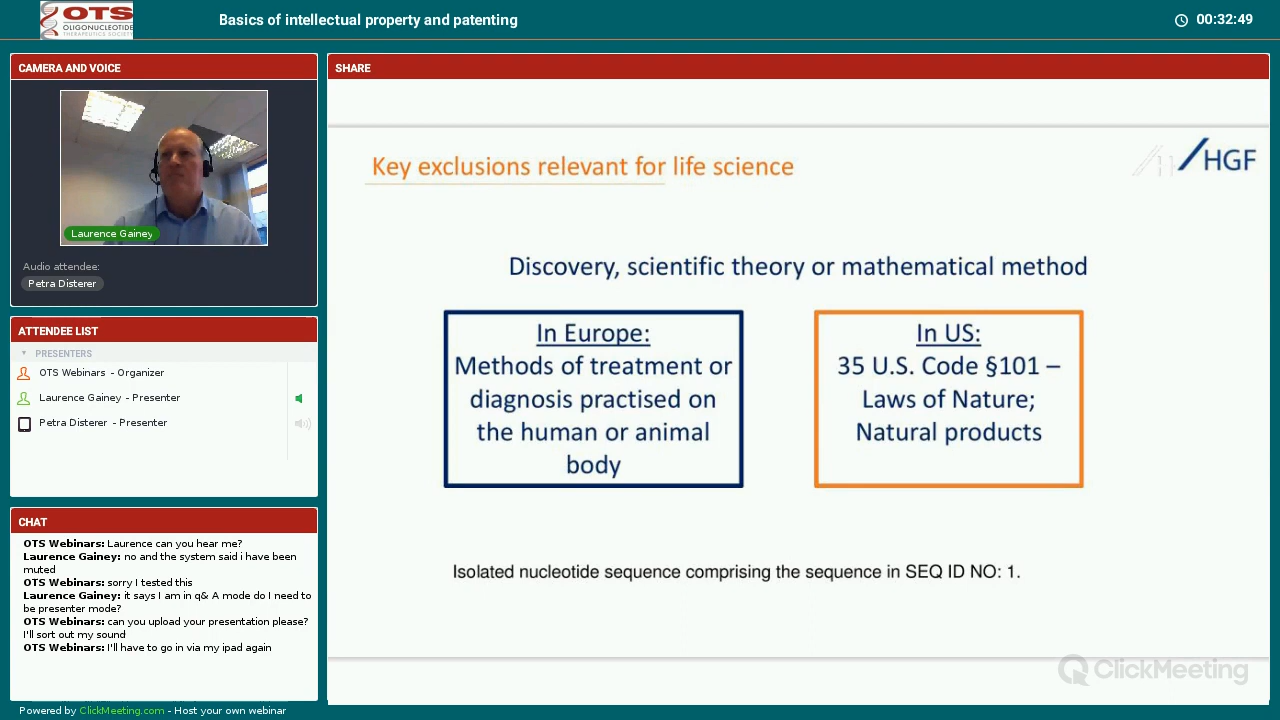 OTS
OLIGONUCLEOTIDE
THERAPEUTICS SOCIETY
Basics of intellectual property and patenting
00:32:49
CAMERA AND VOICE
Laurence Gainey
Audio attendee:
Petra Disterer
ATTENDEE LIST
PRESENTERS
OTS Webinars - Organizer
Laurence Gainey - Presenter
Petra Disterer - Presenter
CHAT
OTS Webinars: Laurence can you hear me?
Laurence Gainey: no and the system said i have been
muted
OTS Webinars: sorry I tested this
Laurence Gainey: it says I am in q& A mode do I need to
be presenter mode?
OTS Webinars: can you upload your presentation please?
I'll sort out my sound
OTS Webinars: I'll have to go in via my ipad again
Powered by ClickMeeting.com - Host your own webinar
SHARE
Key exclusions relevant for life science
HGF
Discovery, scientific theory or mathematical method
In Europe:
Methods of treatment or
diagnosis practised on
the human or animal
body
In US:
35 U.S. Code §101 –
Laws of Nature;
Natural products
Isolated nucleotide sequence comprising the sequence in SEQ ID NO: 1.
ClickMeeting